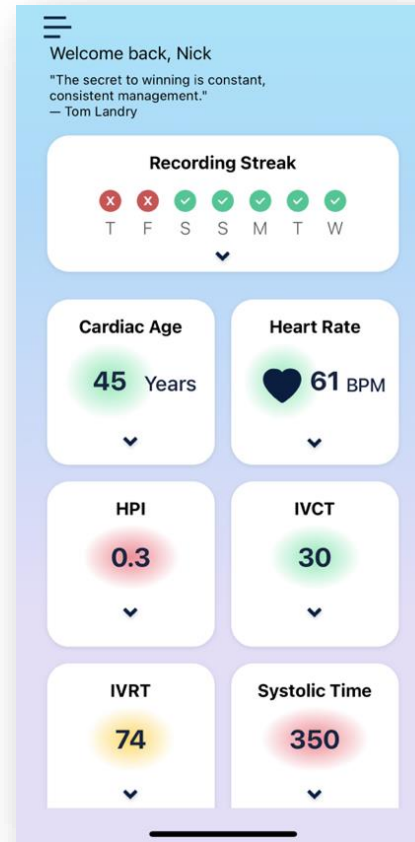 Welcome back, Nick
"The secret to winning is constant,
consistent management."
— Tom Landry
Recording Streak
X X
T F S S M T W
Cardiac Age
Heart Rate
45 Years
61 BPM
HPI
IVCT
0.3
30
IVRT
Systolic Time
74
350